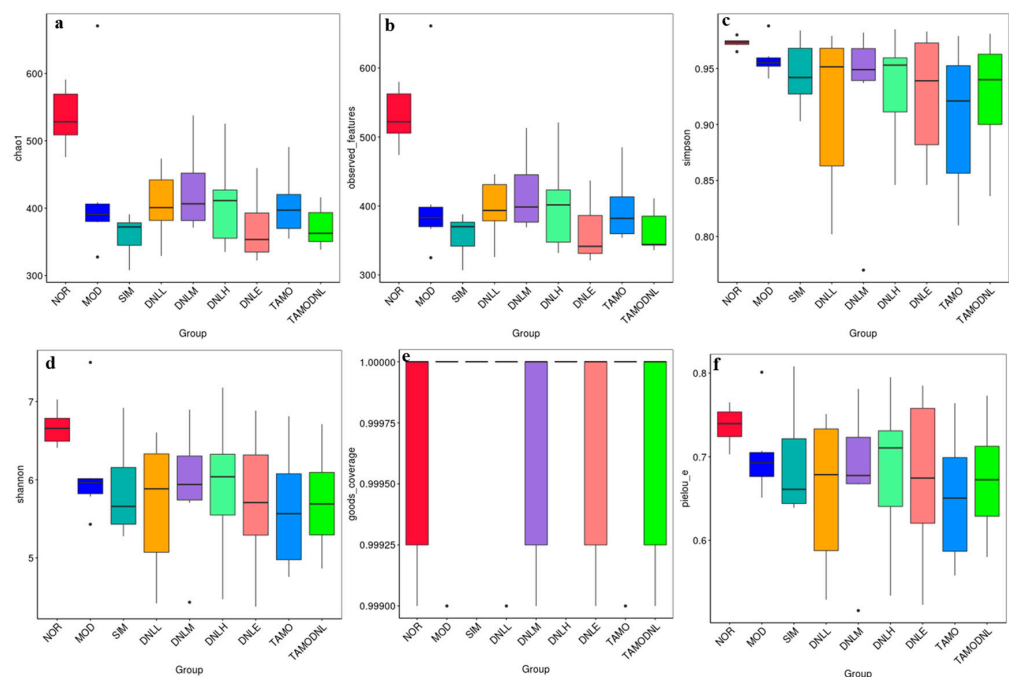 a
chao1
600
500
400
300
NOR MOD SIM DNLL DNLM DNLH DNLE TAMO TAMODNL
Group
b
observed_features
600
500
400
300
NOR MOD SIM DNLL DNLM DNLH DNLE TAMO TAMODNL
Group
c
simpson
0.95
0.90
0.85
0.80
NOR MOD SIM DNLL DNLM DNLH DNLE TAMO TAMODNL
Group
d
shannon
7
6
5
NOR MOD SIM DNLL DNLM DNLH DNLE TAMO TAMODNL
Group
e
goods_coverage
1.00000
0.99975
0.99950
0.99925
0.99900
NOR MOD SIM DNLL DNLM DNLH DNLE TAMO TAMODNL
Group
f
pielou_e
0.8
0.7
0.6
NOR MOD SIM DNLL DNLM DNLH DNLE TAMO TAMODNL
Group